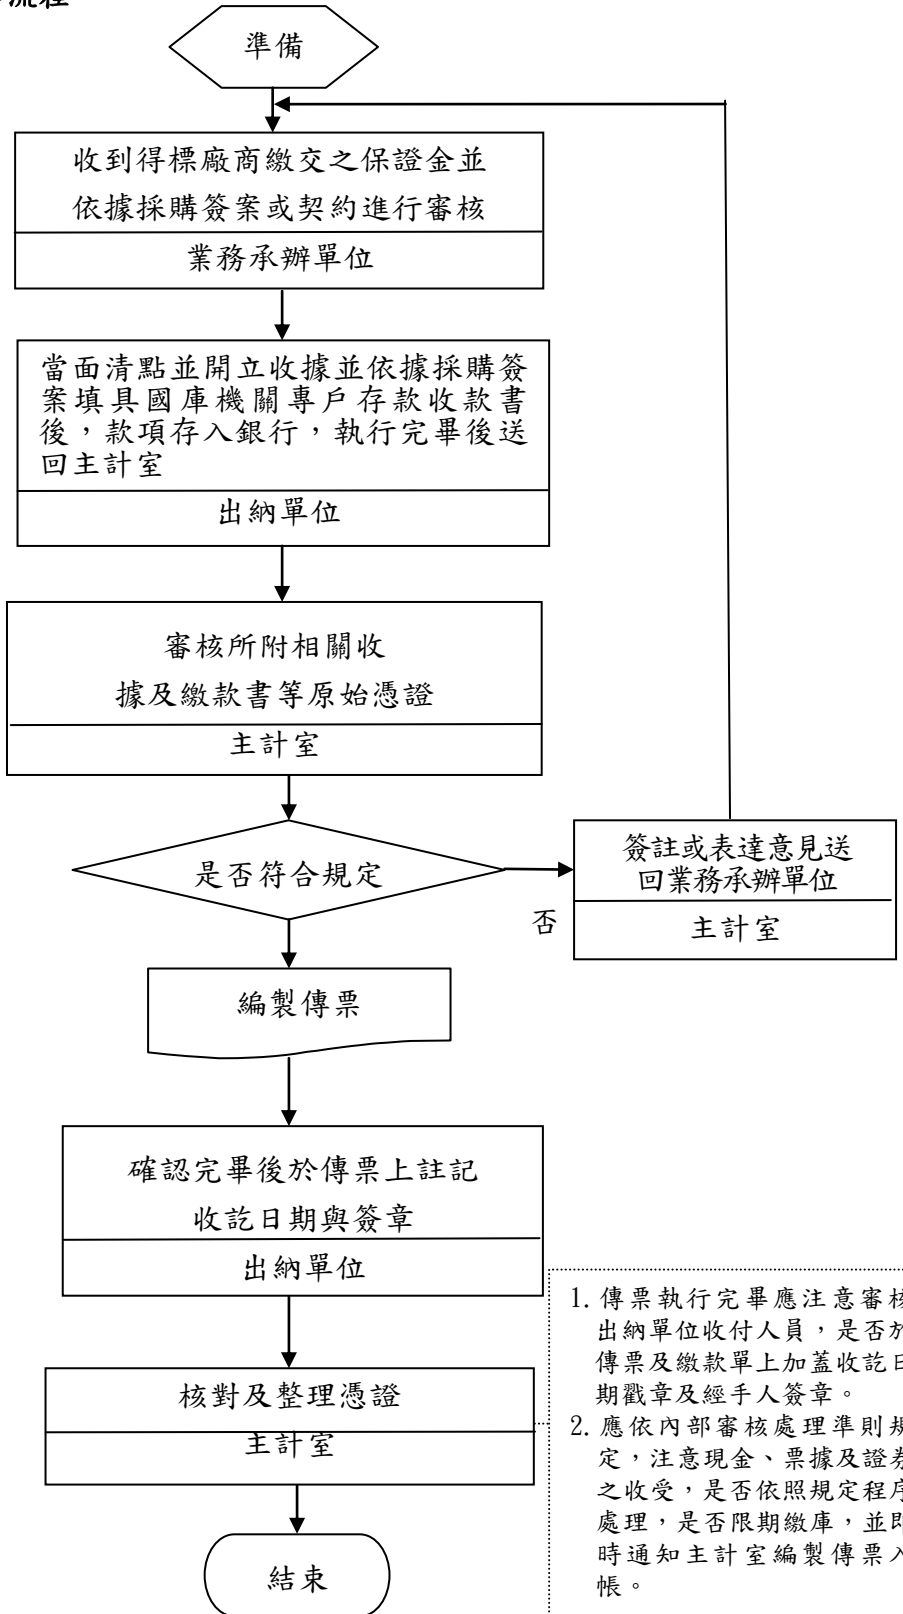 流程
準備
收到得標廠商繳交之保證金並
依據採購簽案或契約進行審核
業務承辦單位
當面清點並開立收據並依據採購簽
案填具國庫機關專戶存款收款書
後，款項存入銀行，執行完畢後送
回主計室
出納單位
審核所附相關收
據及繳款書等原始憑證
主計室
是否符合規定
否
簽註或表達意見送
回業務承辦單位
主計室
編製傳票
確認完畢後於傳票上註記
收訖日期與簽章
出納單位
核對及整理憑證
主計室
結束
1. 傳票執行完畢應注意審核
出納單位收付人員，是否於
傳票及繳款單上加蓋收訖日
期戳章及經手人簽章。
2. 應依內部審核處理準則規
定，注意現金、票據及證券
之收受，是否依照規定程序
處理，是否限期繳庫，並即
時通知主計室編製傳票入
帳。